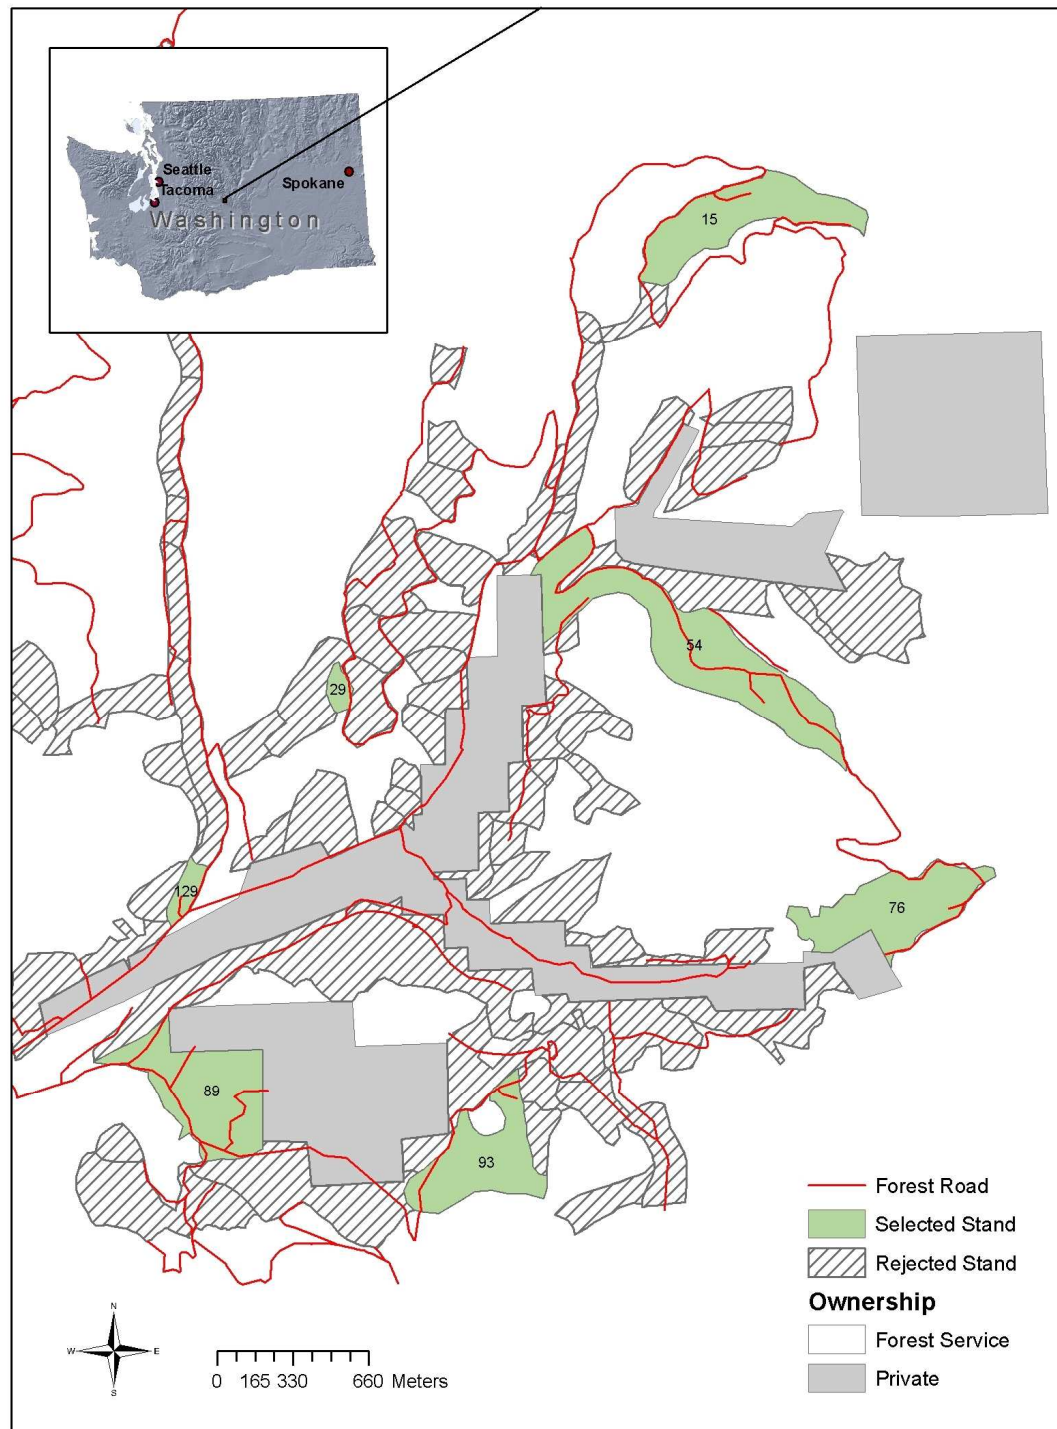 Seattle
Tacoma
Spokane
Washington
15
54
29
129
76
89
93
Forest Road
Selected Stand
Rejected Stand
Ownership
Forest Service
Private
N
W E
S
0 165 330 660 Meters